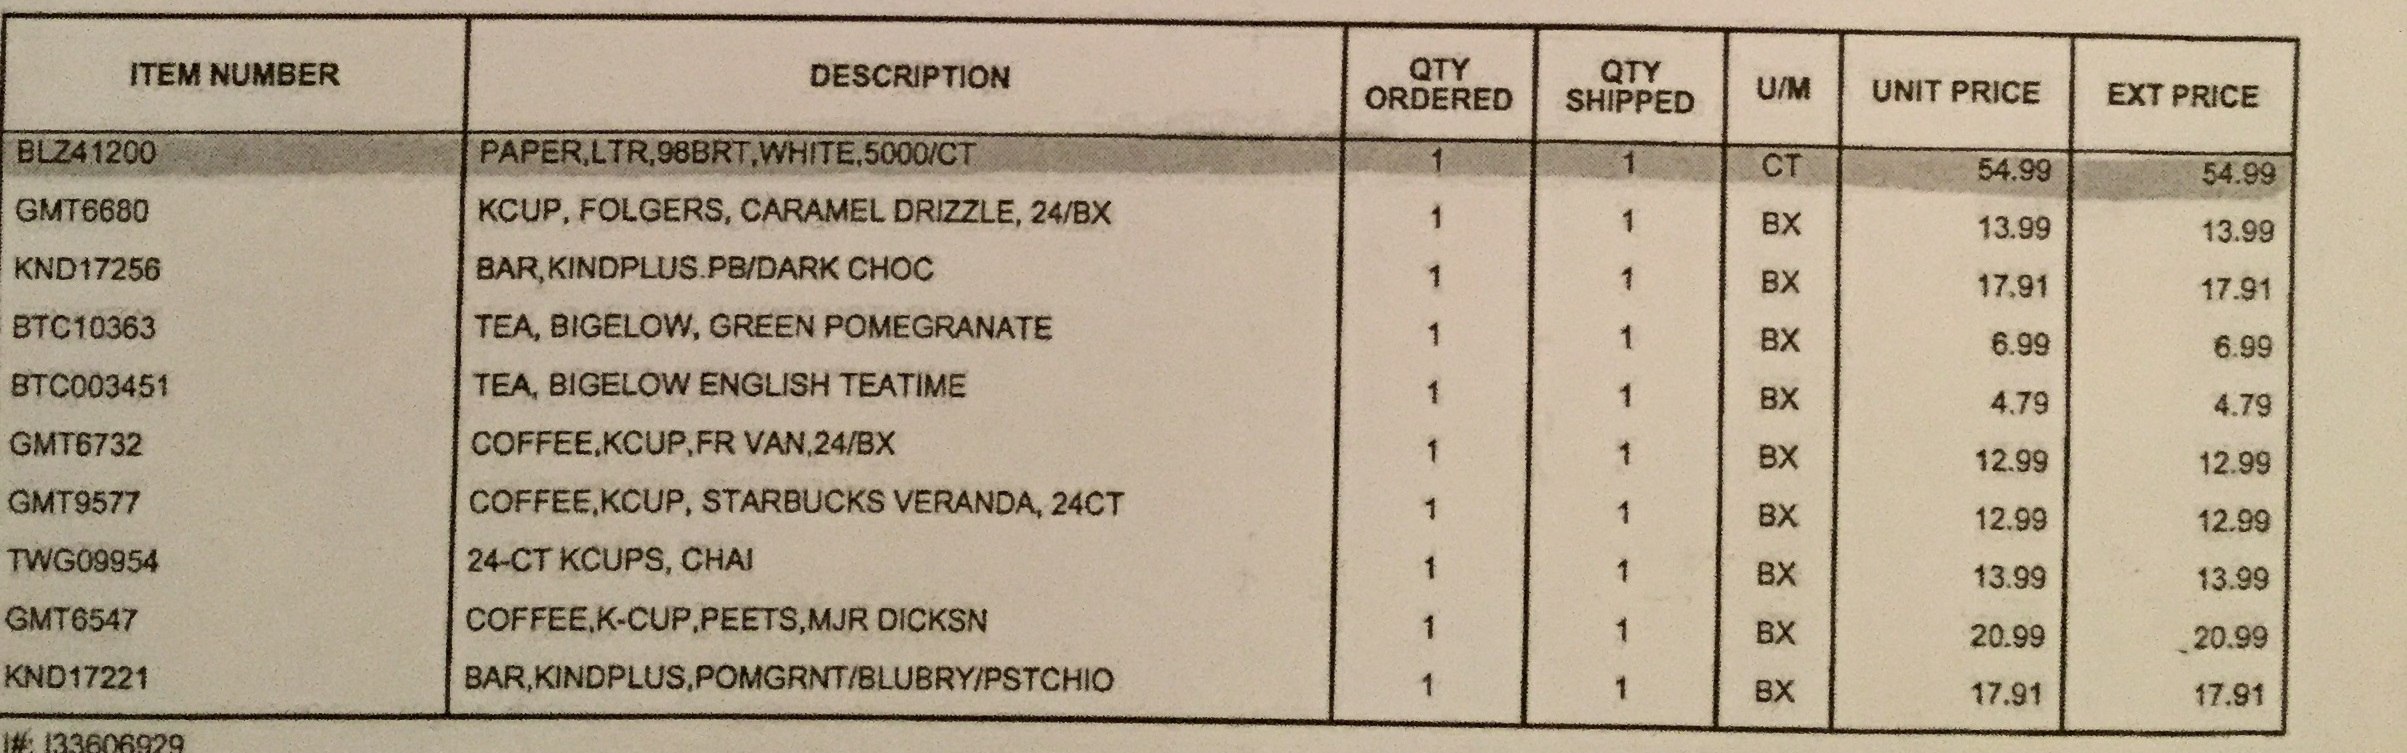 ITEM NUMBER DESCRIPTION QTY ORDERED QTY SHIPPED U/M UNIT PRICE EXT PRICE
BLZ41200 PAPER,LTR,98BRT,WHITE,5000/CT 1 1 CT 54.99 54.99
GMT6680 KCUP, FOLGERS, CARAMEL DRIZZLE, 24/BX 1 1 BX 13.99 13.99
KND17256 BAR,KINDPLUS.PB/DARK CHOC 1 1 BX 17.91 17.91
BTC10363 TEA, BIGELOW, GREEN POMEGRANATE 1 1 BX 6.99 6.99
BTC003451 TEA, BIGELOW ENGLISH TEATIME 1 1 BX 4.79 4.79
GMT6732 COFFEE,KCUP,FR VAN,24/BX 1 1 BX 12.99 12.99
GMT9577 COFFEE,KCUP, STARBUCKS VERANDA, 24CT 1 1 BX 12.99 12.99
TWG09954 24-CT KCUPS, CHAI 1 1 BX 13.99 13.99
GMT6547 COFFEE,K-CUP,PEETS,MJR DICKSN 1 1 BX 20.99 20.99
KND17221 BAR,KINDPLUS,POMGRNT/BLUBRY/PSTCHIO 1 1 BX 17.91 17.91
I#: I33606929